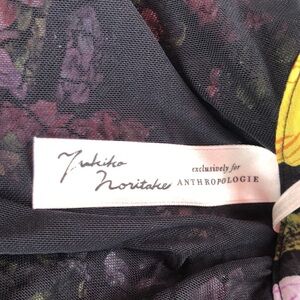 Yukiko
Noritake
exclusively for
ANTHROPOLOGIE